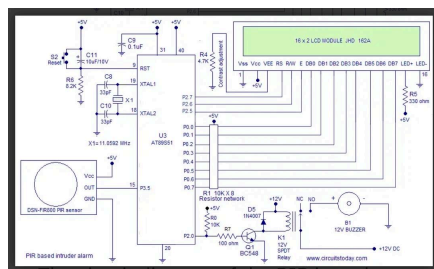 +5V
S2
Reset
C11
10uF/10V
R6
8.2K
C9
0.1uF
+5V
31
40
9
RST
C8
33pF
19
XTAL1
X1
18
XTAL2
C10
33pF
X1=11.0592 MHz
U3
AT89S51
R4
4.7K
Contrast adjustment
+5V
16 x 2 LCD MODULE JHD 162A
Vss Vcc VEE RS R/W E DB0 DB1 DB2 DB3 DB4 DB5 DB6 DB7 LED+ LED-
1
+5V
16
R5
330 ohm
+5V
P2.7
P2.6
P2.5
+5V
P0.0
P0.1
P0.2
P0.3
P0.4
P0.5
P0.6
P0.7
R1 10K X 8
Resistor network
+5V
Vcc
OUT
GND
DSN-FIR800 PIR sensor
15
P3.5
20
P2.0
+5V
R0
10K
R7
100 ohm
Q1
BC548
D5
1N4007
+12V
K1
12V
SPDT
Relay
NC
NO
B1
12V BUZZER
+12V DC
PIR based intruder alarm
www.circuitstoday.com